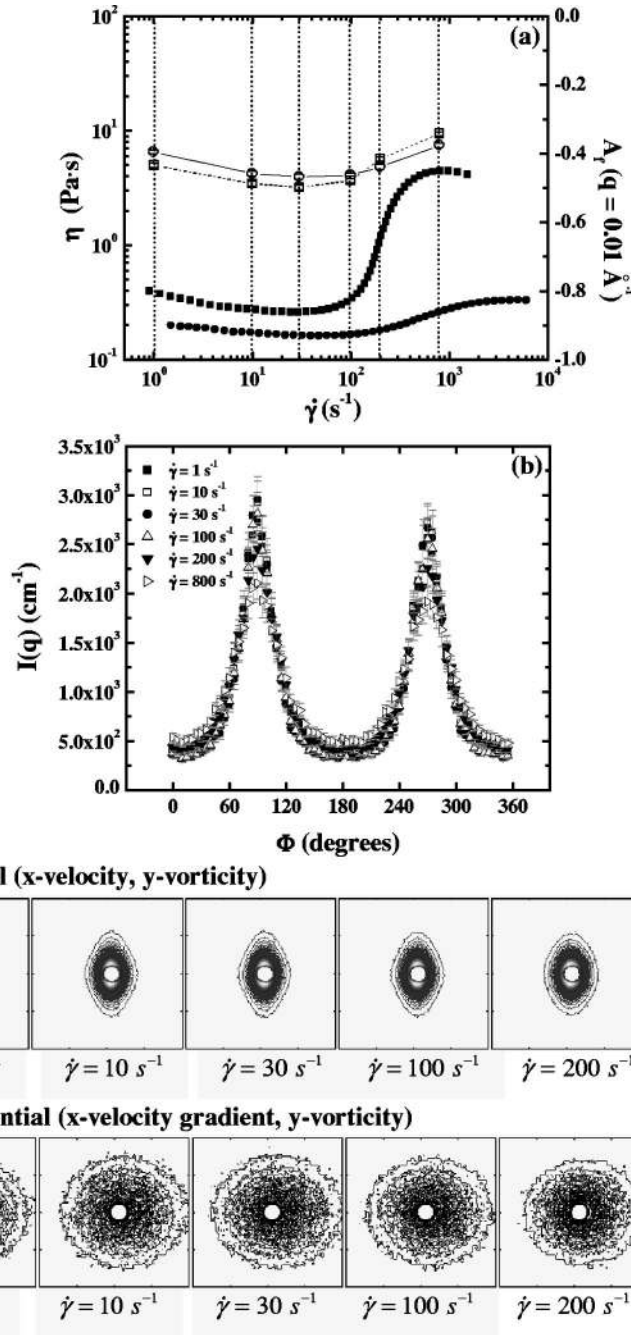 (a)
10²
10¹
10⁰
10⁻¹
η (Pa·s)
0.0
-0.2
-0.4
-0.6
-0.8
-1.0
A_f (q = 0.01 Å⁻¹)
10⁰ 10¹ 10² 10³ 10⁴
γ̇ (s⁻¹)
(b)
3.5x10³
3.0x10³
2.5x10³
2.0x10³
1.5x10³
1.0x10³
5.0x10²
0.0
I(q) (cm⁻¹)
γ̇ = 1 s⁻¹
γ̇ = 10 s⁻¹
γ̇ = 30 s⁻¹
γ̇ = 100 s⁻¹
γ̇ = 200 s⁻¹
γ̇ = 800 s⁻¹
0 60 120 180 240 300 360
Φ (degrees)
l (x-velocity, y-vorticity)
γ̇ = 10 s⁻¹ γ̇ = 30 s⁻¹ γ̇ = 100 s⁻¹ γ̇ = 200 s⁻¹
ntial (x-velocity gradient, y-vorticity)
γ̇ = 10 s⁻¹ γ̇ = 30 s⁻¹ γ̇ = 100 s⁻¹ γ̇ = 200 s⁻¹